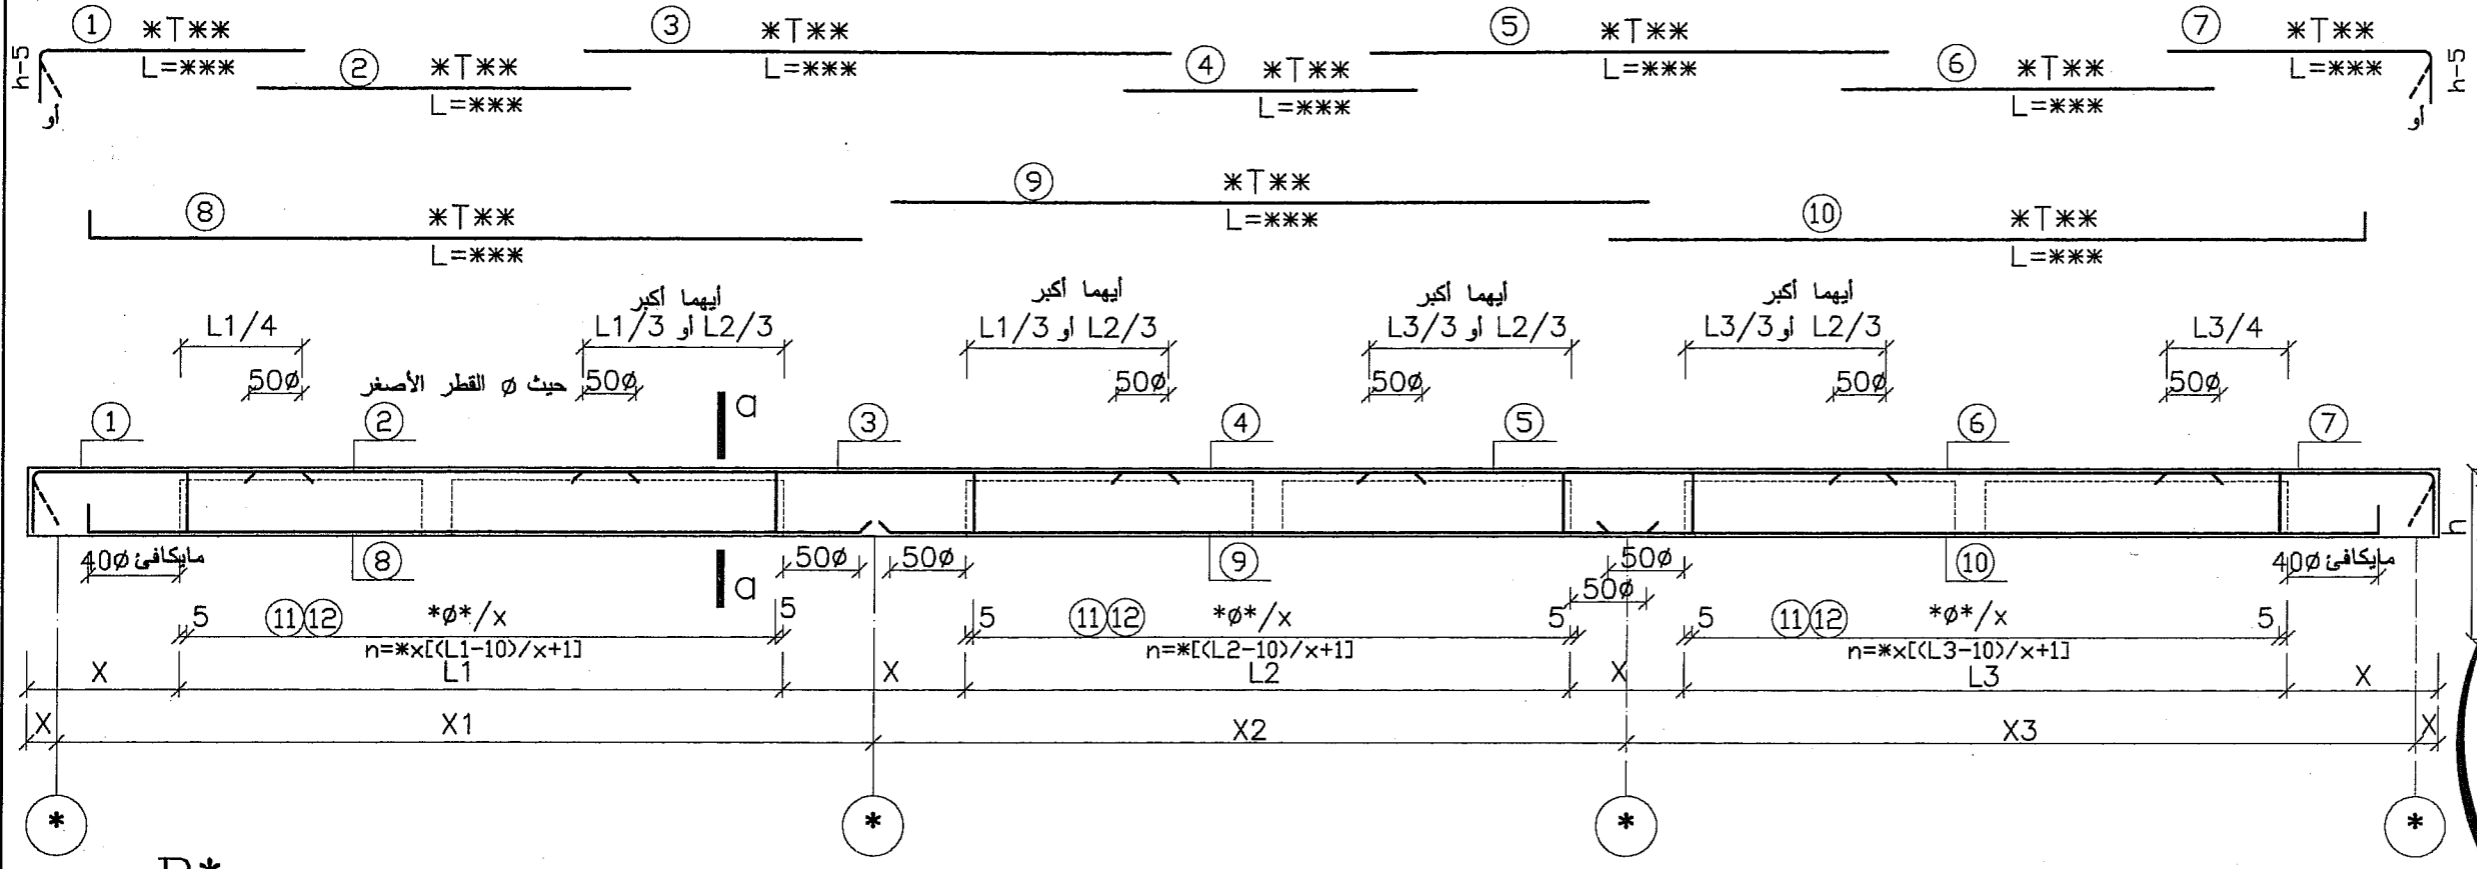 ① *T** ③ *T** ⑤ *T** ⑦ *T**
h-5 L=*** ② *T** L=*** ④ *T** L=*** ⑥ *T** L=*** h-5
أو L=*** L=*** L=*** أو
⑨ *T**
⑧ *T** L=*** ⑩ *T**
L=*** L=***
أيهما أكبر أيهما أكبر أيهما أكبر أيهما أكبر
L1/4 L1/3 أو L2/3 L1/3 أو L2/3 L3/3 أو L2/3 L3/3 أو L2/3 L3/4
50ø حيث ø القطر الأصغر 50ø 50ø 50ø 50ø 50ø
a
① ② ③ ④ ⑤ ⑥ ⑦
h
40ø مايكافئ ⑧ 50ø 50ø ⑨ 50ø ⑩ 40ø مايكافئ
a 50ø
5 ⑪⑫ *ø*/x 5 5 ⑪⑫ *ø*/x 5 5 ⑪⑫ *ø*/x 5
n=*x[(L1-10)/x+1] n=*[(L2-10)/x+1] n=*x[(L3-10)/x+1]
X L1 X L2 X L3 X
X X1 X2 X3 X
* * * *